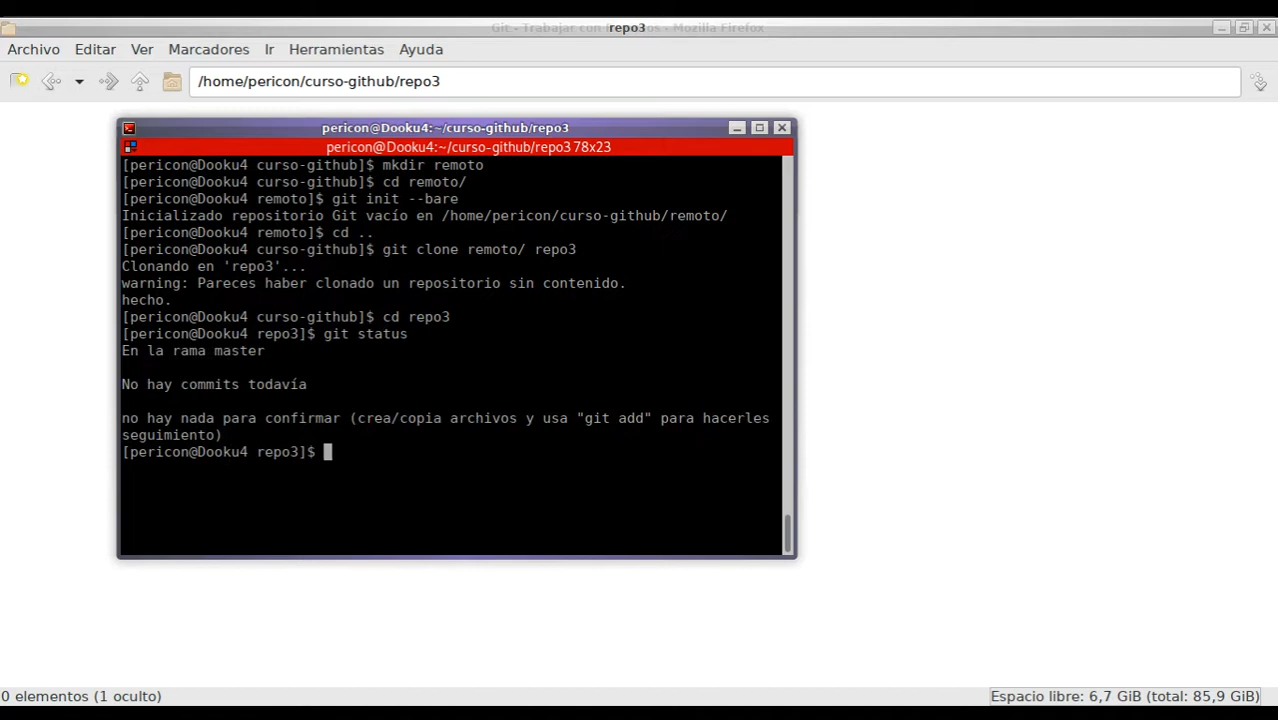 Git - Trabajar con repo3os - Mozilla Firefox
Archivo Editar Ver Marcadores Ir Herramientas Ayuda
/home/pericon/curso-github/repo3
pericon@Dooku4:~/curso-github/repo3
pericon@Dooku4:~/curso-github/repo3 78x23
[pericon@Dooku4 curso-github]$ mkdir remoto
[pericon@Dooku4 curso-github]$ cd remoto/
[pericon@Dooku4 remoto]$ git init --bare
Inicializado repositorio Git vacío en /home/pericon/curso-github/remoto/
[pericon@Dooku4 remoto]$ cd ..
[pericon@Dooku4 curso-github]$ git clone remoto/ repo3
Clonando en 'repo3'...
warning: Pareces haber clonado un repositorio sin contenido.
hecho.
[pericon@Dooku4 curso-github]$ cd repo3
[pericon@Dooku4 repo3]$ git status
En la rama master
No hay commits todavía
no hay nada para confirmar (crea/copia archivos y usa "git add" para hacerles
seguimiento)
[pericon@Dooku4 repo3]$
0 elementos (1 oculto) Espacio libre: 6,7 GiB (total: 85,9 GiB)